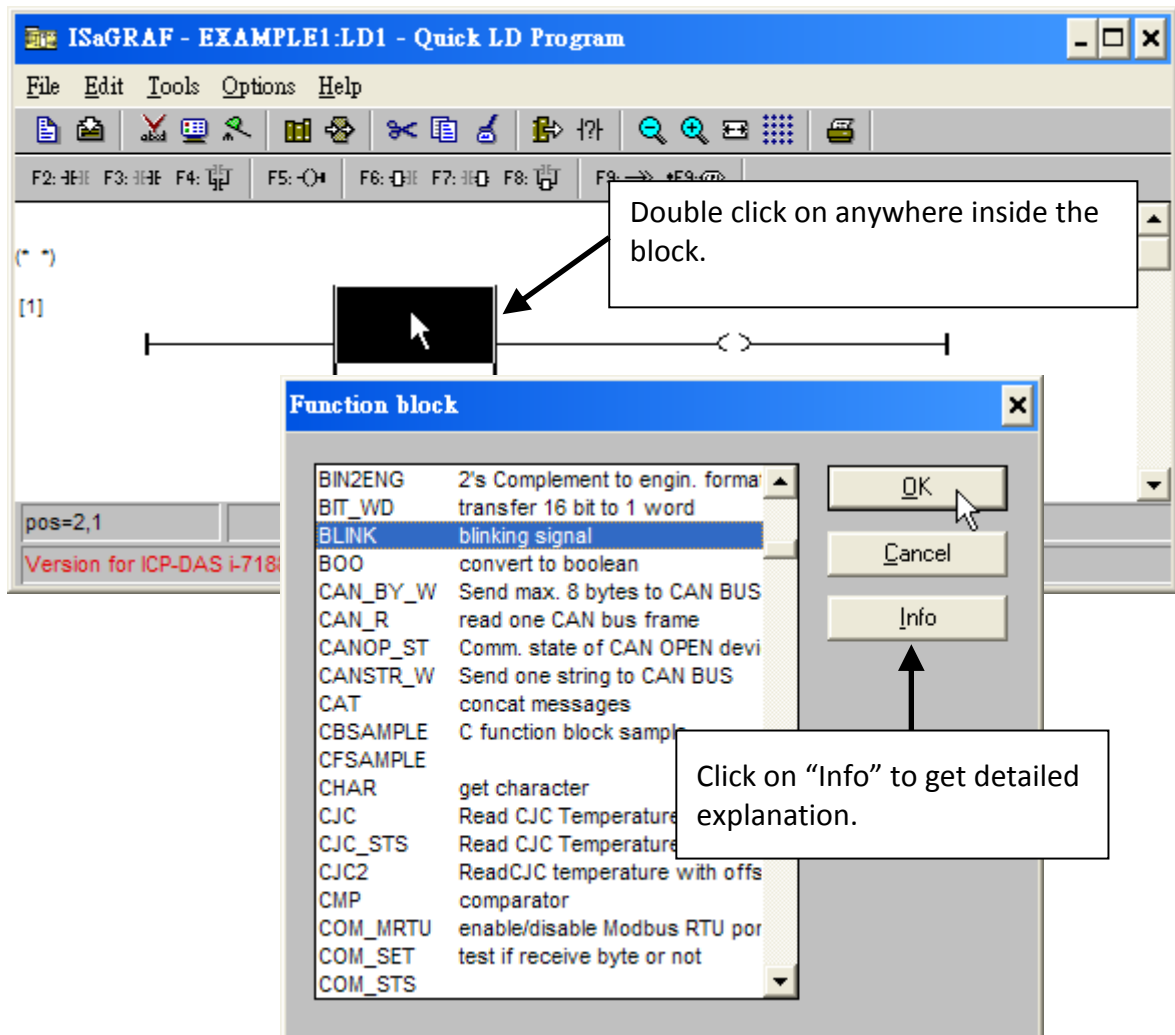 ISaGRAF - EXAMPLE1:LD1 - Quick LD Program
File Edit Tools Options Help
F2: F3: F4: F5: F6: F7: F8: F9: *F9:
Double click on anywhere inside the
block.
(* *)
[1]
pos=2,1
Version for ICP-DAS i-7188
Function block
BIN2ENG 2's Complement to engin. format
BIT_WD transfer 16 bit to 1 word
BLINK blinking signal
BOO convert to boolean
CAN_BY_W Send max. 8 bytes to CAN BUS
CAN_R read one CAN bus frame
CANOP_ST Comm. state of CAN OPEN devi
CANSTR_W Send one string to CAN BUS
CAT concat messages
CBSAMPLE C function block sample
CFSAMPLE
CHAR get character
CJC Read CJC Temperature
CJC_STS Read CJC Temperature
CJC2 ReadCJC temperature with offs
CMP comparator
COM_MRTU enable/disable Modbus RTU por
COM_SET test if receive byte or not
COM_STS
OK
Cancel
Info
Click on “Info” to get detailed
explanation.